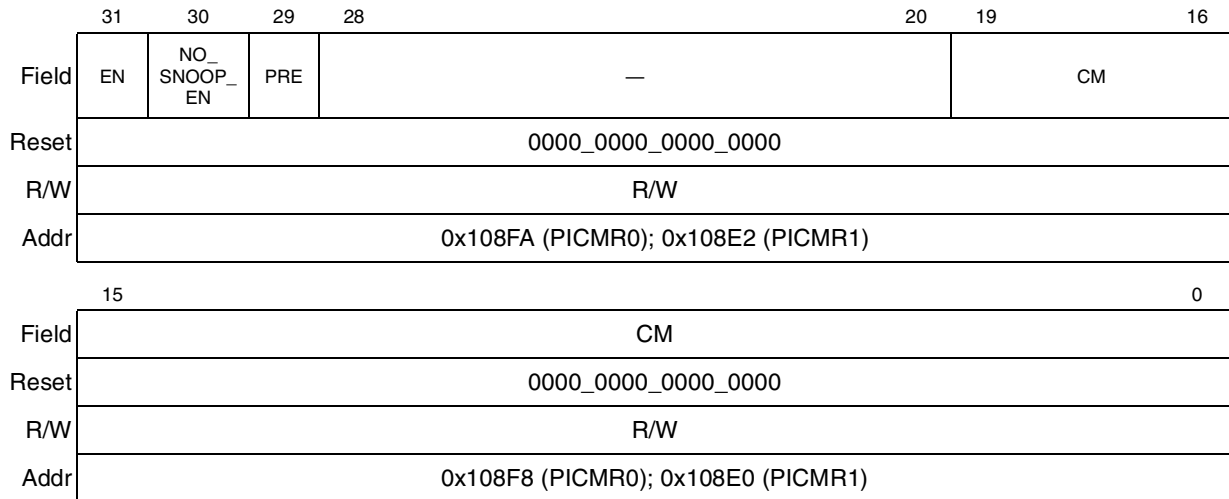 31 30 29 28 20 19 16
Field EN NO_ SNOOP_ EN PRE — CM
Reset 0000_0000_0000_0000
R/W R/W
Addr 0x108FA (PICMR0); 0x108E2 (PICMR1)
15 0
Field CM
Reset 0000_0000_0000_0000
R/W R/W
Addr 0x108F8 (PICMR0); 0x108E0 (PICMR1)